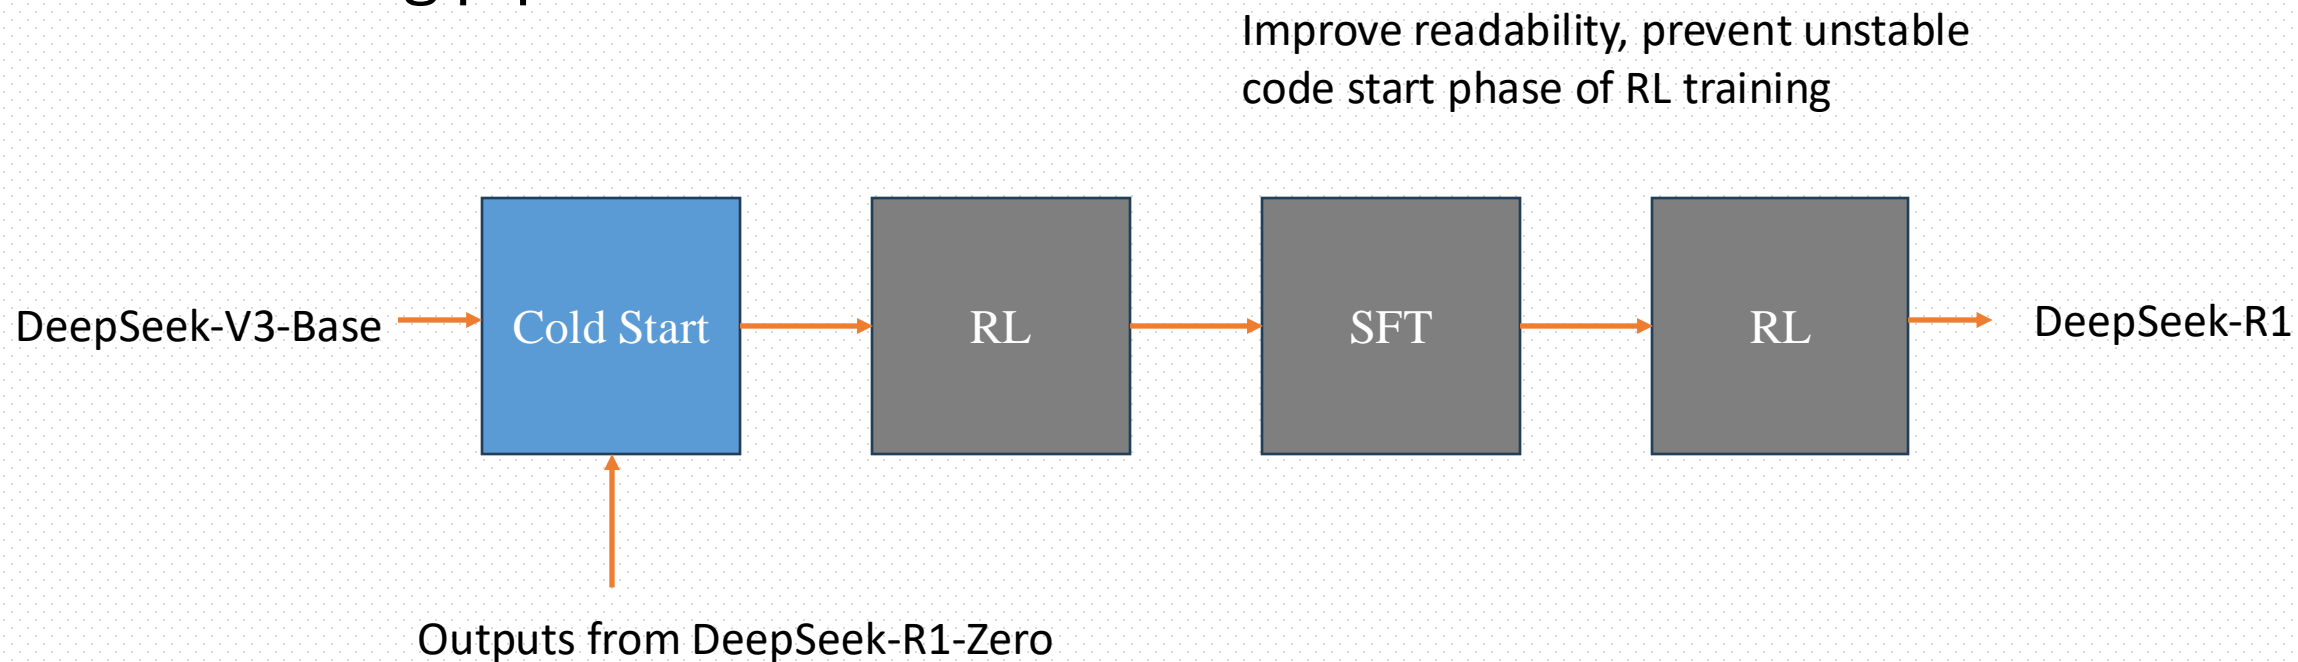 Improve readability, prevent unstable
code start phase of RL training
DeepSeek-V3-Base
Cold Start
RL
SFT
RL
DeepSeek-R1
Outputs from DeepSeek-R1-Zero